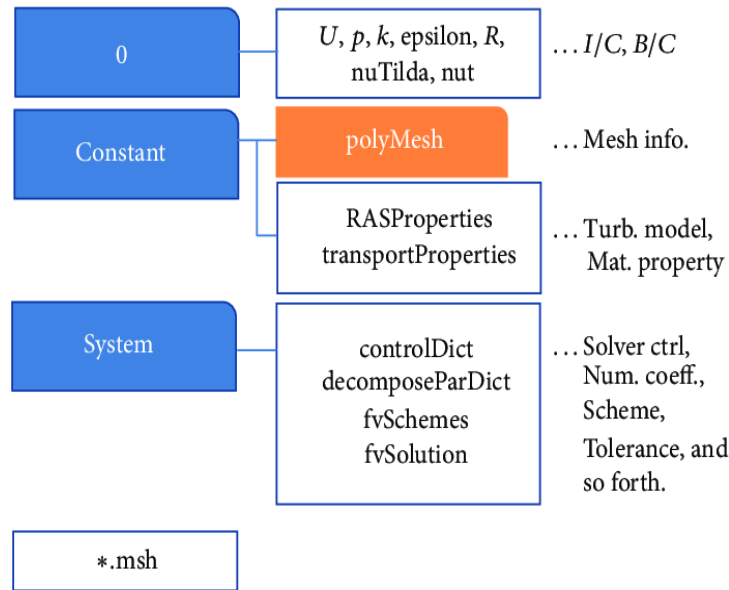 0
U, p, k, epsilon, R,
nuTilda, nut
... I/C, B/C
Constant
polyMesh
... Mesh info.
RASProperties
transportProperties
... Turb. model,
Mat. property
System
controlDict
decomposeParDict
fvSchemes
fvSolution
... Solver ctrl,
Num. coeff.,
Scheme,
Tolerance, and
so forth.
*.msh